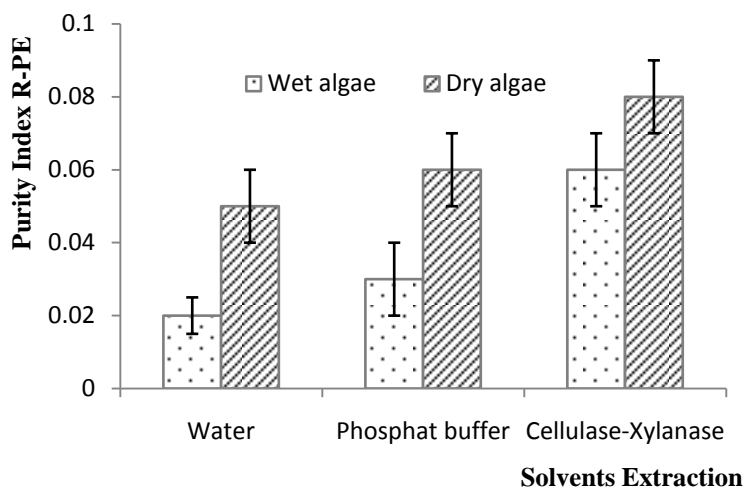 Purity Index R-PE
0.1
0.08
0.06
0.04
0.02
0
Wet algae Dry algae
Water Phosphat buffer Cellulase-Xylanase
Solvents Extraction